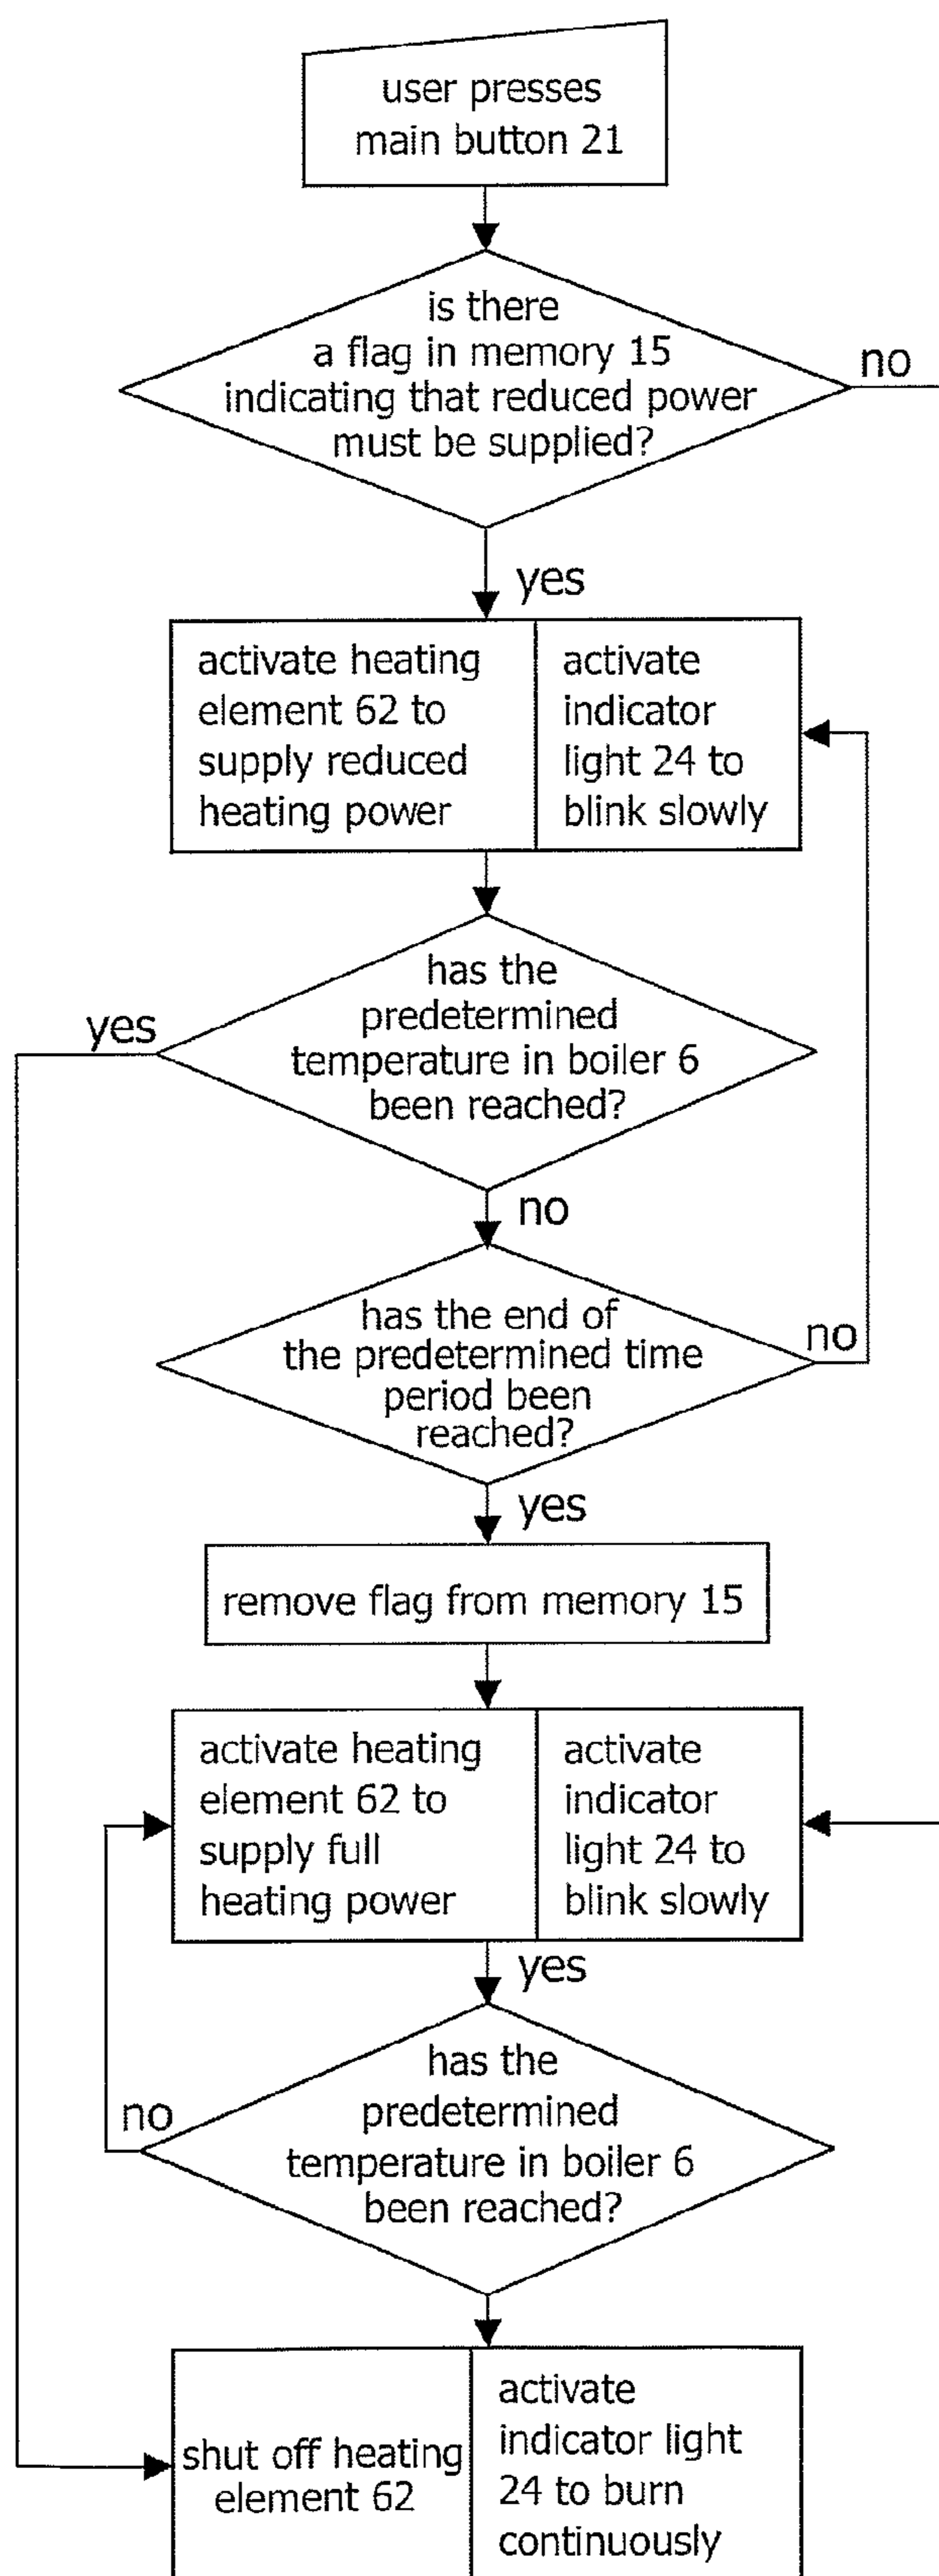 user presses
main button 21
is there
a flag in memory 15
indicating that reduced power
must be supplied?
no
yes
activate heating
element 62 to
supply reduced
heating power
activate
indicator
light 24 to
blink slowly
has the
predetermined
temperature in boiler 6
been reached?
yes
no
has the end of
the predetermined time
period been
reached?
no
yes
remove flag from memory 15
activate heating
element 62 to
supply full
heating power
activate
indicator
light 24 to
blink slowly
yes
has the
predetermined
temperature in boiler 6
been reached?
no
shut off heating
element 62
activate
indicator light
24 to burn
continuously